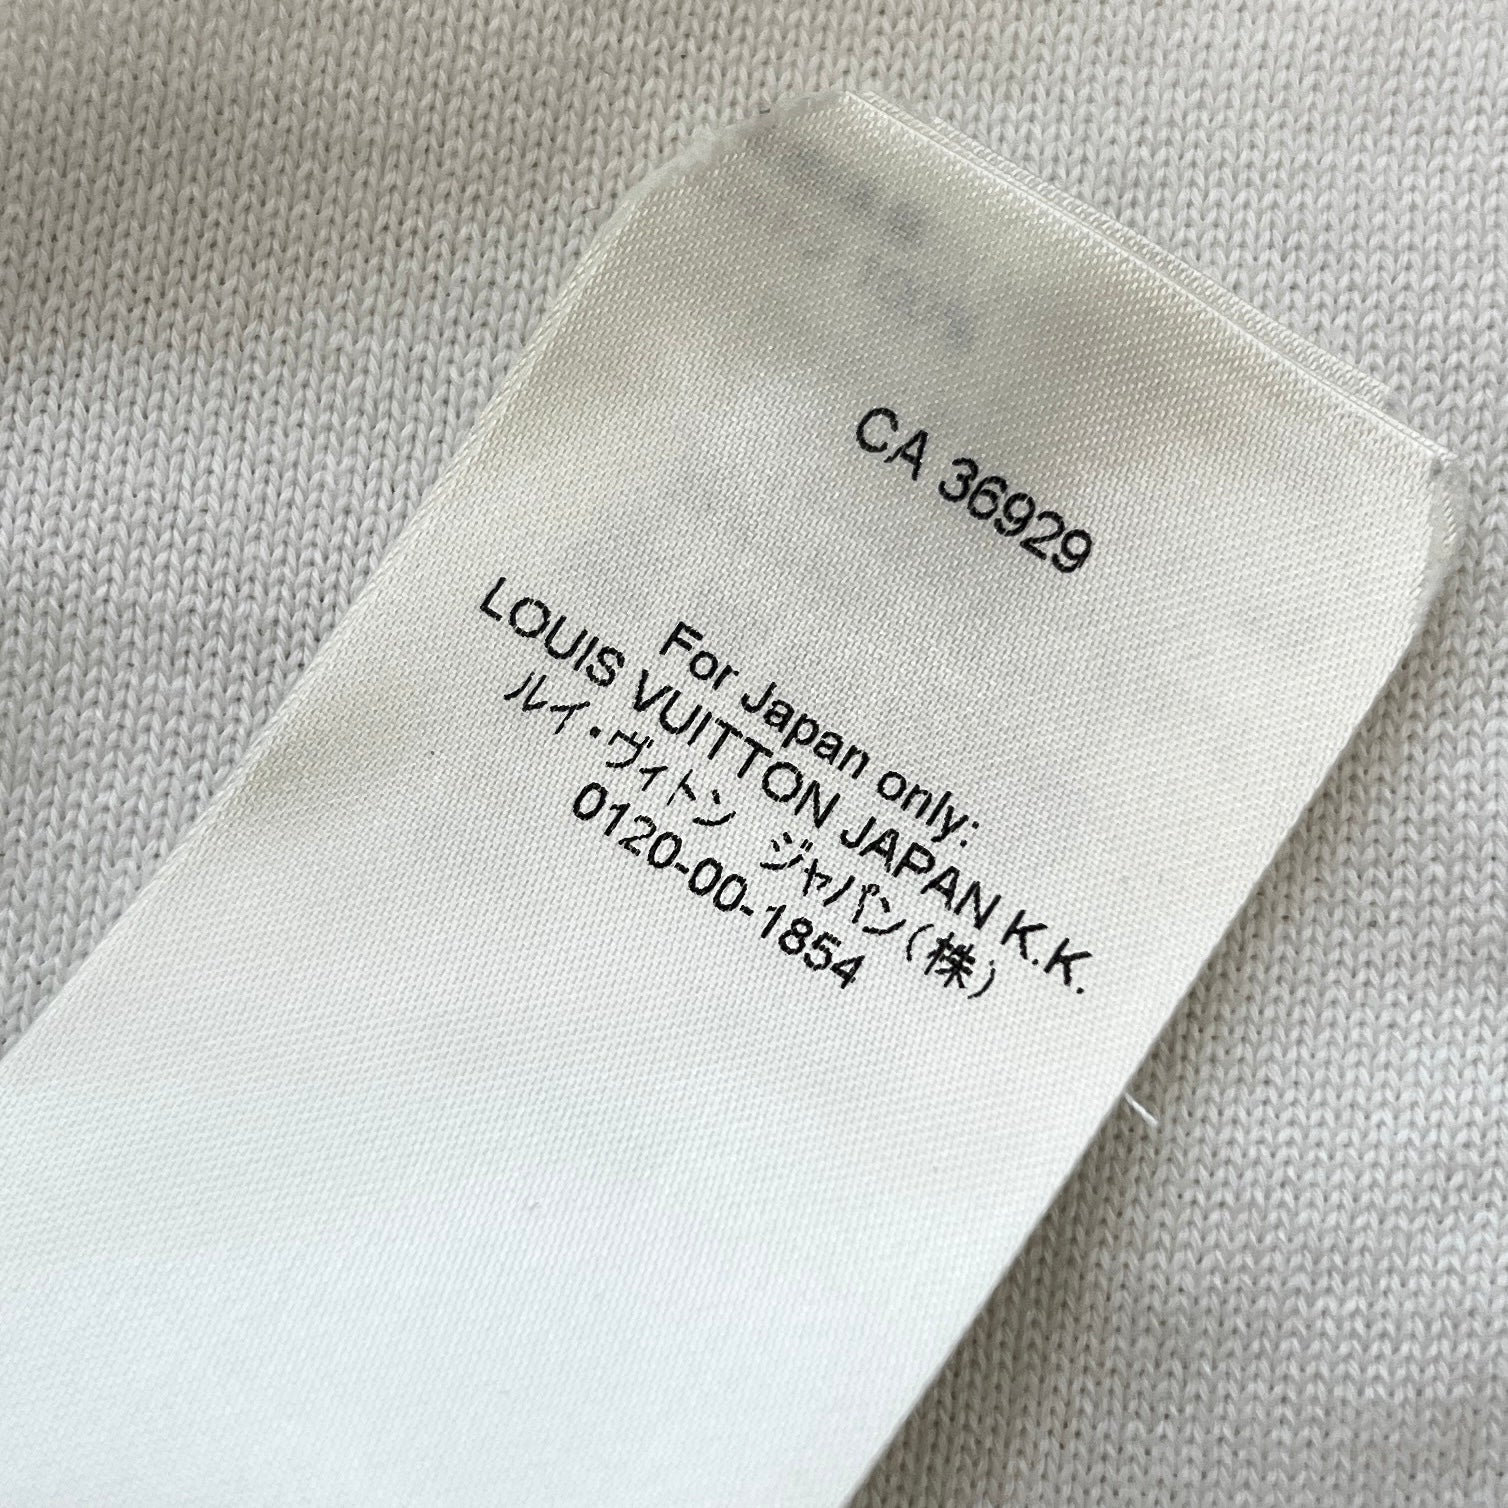 CA 36929
For Japan only:
LOUIS VUITTON JAPAN K.K.
ルイ・ヴィトン ジャパン(株)
0120-00-1854